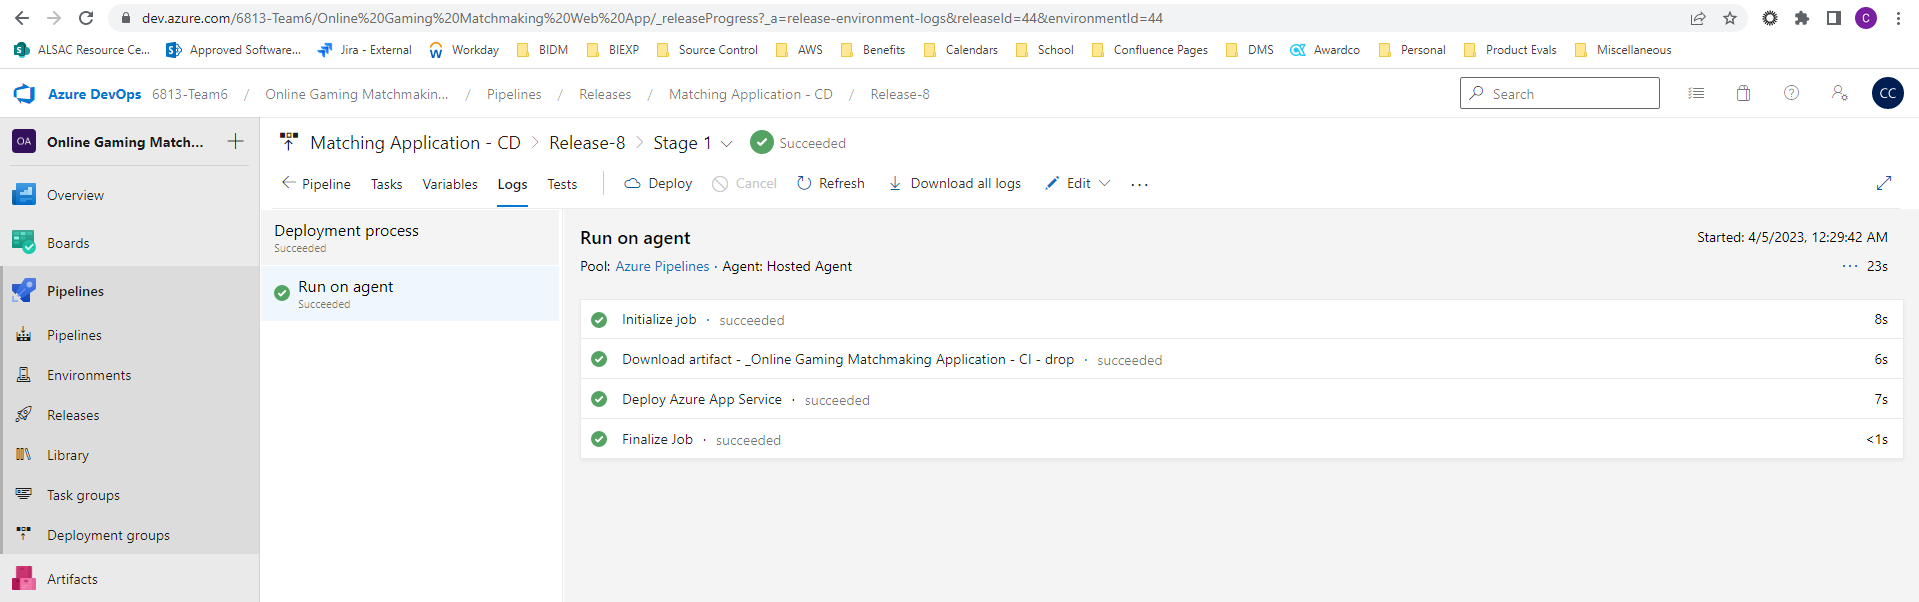 dev.azure.com/6813-Team6/Online%20Gaming%20Matchmaking%20Web%20App/_releaseProgress?_a=release-environment-logs&releaseId=44&environmentId=44
C
ALSAC Resource Ce... Approved Software... Jira - External Workday BIDM BIEXP Source Control AWS Benefits Calendars School Confluence Pages DMS Awardco Personal Product Evals Miscellaneous
Azure DevOps 6813-Team6 / Online Gaming Matchmakin... / Pipelines / Releases / Matching Application - CD / Release-8
Search
CC
OA Online Gaming Match... +
Overview
Boards
Pipelines
Pipelines
Environments
Releases
Library
Task groups
Deployment groups
Artifacts
Matching Application - CD > Release-8 > Stage 1 Succeeded
Pipeline Tasks Variables Logs Tests Deploy Cancel Refresh Download all logs Edit ...
Deployment process
Succeeded
Run on agent
Succeeded
Run on agent
Started: 4/5/2023, 12:29:42 AM
Pool: Azure Pipelines · Agent: Hosted Agent
... 23s
Initialize job · succeeded 8s
Download artifact - _Online Gaming Matchmaking Application - CI - drop · succeeded 6s
Deploy Azure App Service · succeeded 7s
Finalize Job · succeeded <1s